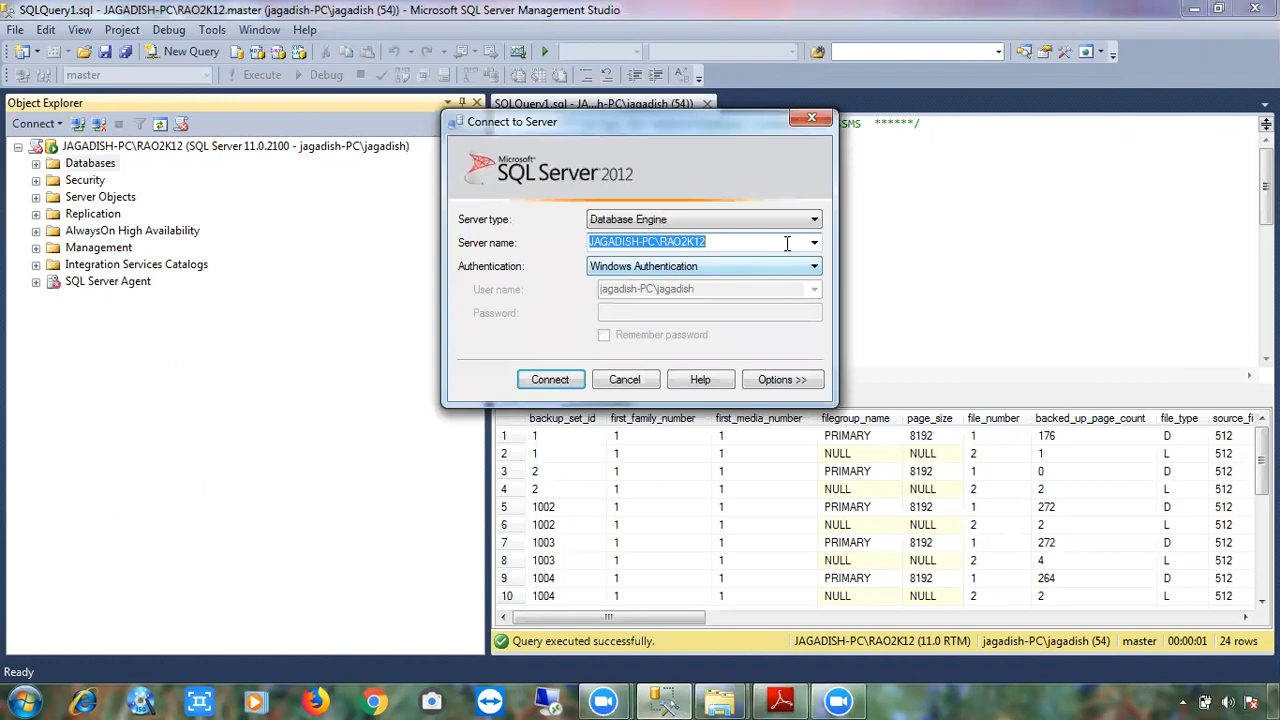 SQLQuery1.sql - JAGADISH-PC\RAO2K12.master (jagadish-PC\jagadish (54)) - Microsoft SQL Server Management Studio
File Edit View Project Debug Tools Window Help
New Query
master Execute Debug
Object Explorer
Connect
JAGADISH-PC\RAO2K12 (SQL Server 11.0.2100 - jagadish-PC\jagadish)
Databases
Security
Server Objects
Replication
AlwaysOn High Availability
Management
Integration Services Catalogs
SQL Server Agent
SQLQuery1.sql - JA...h-PC\jagadish (54))
SSMS ******/
Connect to Server
Microsoft
SQL Server 2012
Server type: Database Engine
Server name: JAGADISH-PC\RAO2K12
Authentication: Windows Authentication
User name: jagadish-PC\jagadish
Password:
Remember password
Connect Cancel Help Options >>
backup_set_id first_family_number first_media_number filegroup_name page_size file_number backed_up_page_count file_type source_fi
1 1 1 1 PRIMARY 8192 1 176 D 512
2 1 1 1 NULL NULL 2 1 L 512
3 2 1 1 PRIMARY 8192 1 0 D 512
4 2 1 1 NULL NULL 2 2 L 512
5 1002 1 1 PRIMARY 8192 1 272 D 512
6 1002 1 1 NULL NULL 2 2 L 512
7 1003 1 1 PRIMARY 8192 1 272 D 512
8 1003 1 1 NULL NULL 2 4 L 512
9 1004 1 1 PRIMARY 8192 1 264 D 512
10 1004 1 1 NULL NULL 2 2 L 512
Query executed successfully. JAGADISH-PC\RAO2K12 (11.0 RTM) jagadish-PC\jagadish (54) master 00:00:01 24 rows
Ready